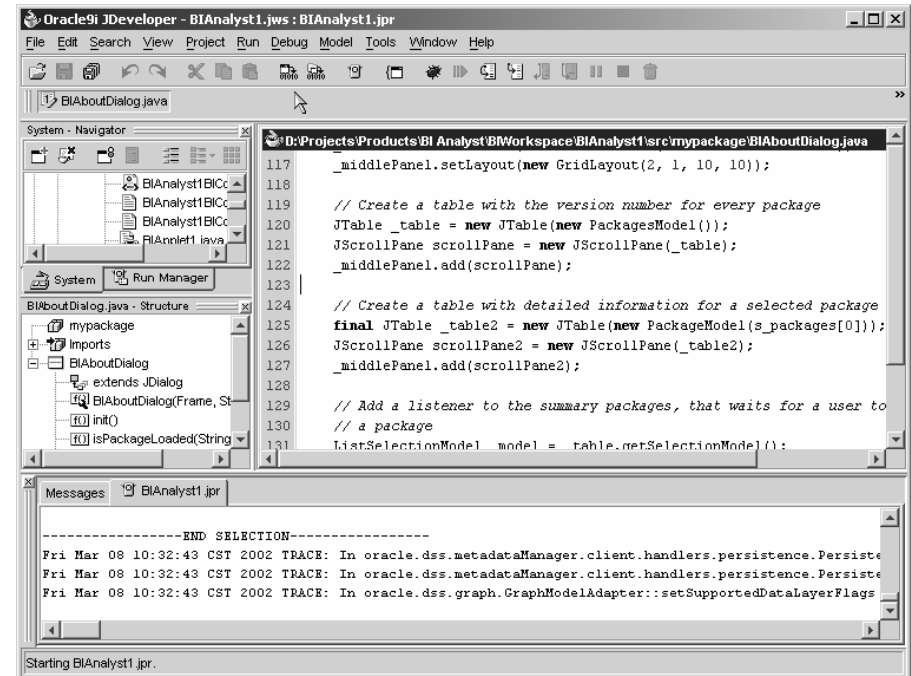 Oracle9i JDeveloper - BIAnalyst1.jws : BIAnalyst1.jpr
File Edit Search View Project Run Debug Model Tools Window Help
BIAboutDialog.java
System - Navigator
BIAnalyst1BICo
BIAnalyst1BICo
BIAnalyst1BICo
BIApplet1.java
System Run Manager
BIAboutDialog.java - Structure
mypackage
Imports
BIAboutDialog
extends JDialog
BIAboutDialog(Frame, St
init()
isPackageLoaded(String
D:\Projects\Products\BI Analyst\BIWorkspace\BIAnalyst1\src\mypackage\BIAboutDialog.java
117 _middlePanel.setLayout(new GridLayout(2, 1, 10, 10));
118
119 // Create a table with the version number for every package
120 JTable _table = new JTable(new PackagesModel());
121 JScrollPane scrollPane = new JScrollPane(_table);
122 _middlePanel.add(scrollPane);
123
124 // Create a table with detailed information for a selected package
125 final JTable _table2 = new JTable(new PackageModel(s_packages[0]));
126 JScrollPane scrollPane2 = new JScrollPane(_table2);
127 _middlePanel.add(scrollPane2);
128
129 // Add a listener to the summary packages, that waits for a user to
130 // a package
131 ListSelectionModel _model = _table.getSelectionModel();
Messages BIAnalyst1.jpr
------------------END SELECTION------------------
Fri Mar 08 10:32:43 CST 2002 TRACE: In oracle.dss.metadataManager.client.handlers.persistence.Persiste
Fri Mar 08 10:32:43 CST 2002 TRACE: In oracle.dss.metadataManager.client.handlers.persistence.Persiste
Fri Mar 08 10:32:43 CST 2002 TRACE: In oracle.dss.graph.GraphModelAdapter::setSupportedDataLayerFlags
Starting BIAnalyst1.jpr.